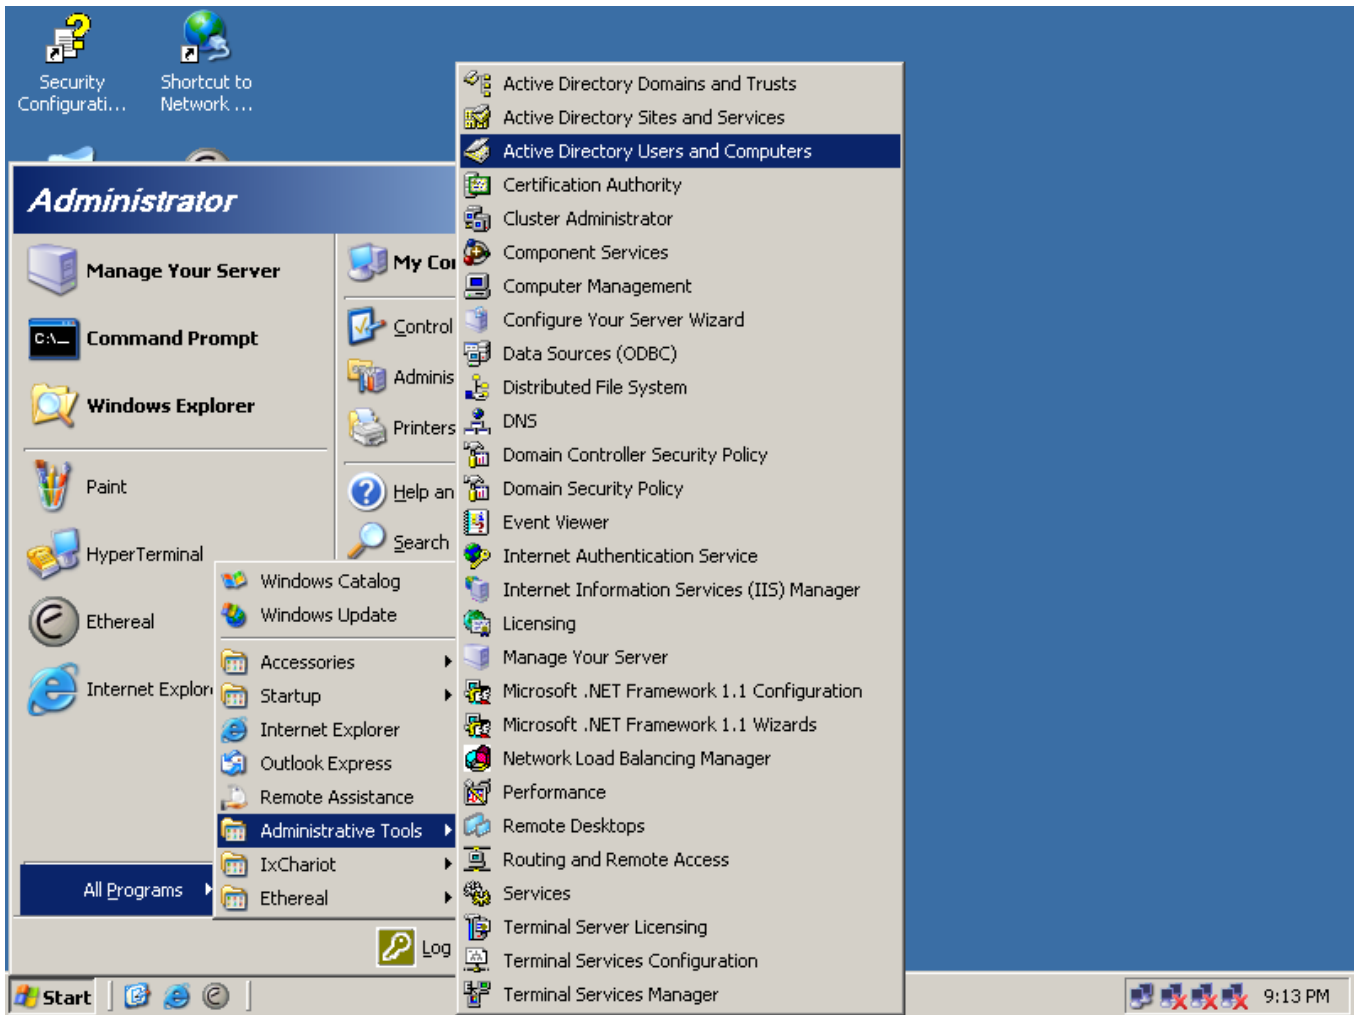 Security
Configurati...
Shortcut to
Network ...
Administrator
Manage Your Server
Command Prompt
Windows Explorer
Paint
HyperTerminal
Ethereal
Internet Explor
All Programs
My Co
Control
Adminis
Printers
Help an
Search
Log
Windows Catalog
Windows Update
Accessories
Startup
Internet Explorer
Outlook Express
Remote Assistance
Administrative Tools
IxChariot
Ethereal
Active Directory Domains and Trusts
Active Directory Sites and Services
Active Directory Users and Computers
Certification Authority
Cluster Administrator
Component Services
Computer Management
Configure Your Server Wizard
Data Sources (ODBC)
Distributed File System
DNS
Domain Controller Security Policy
Domain Security Policy
Event Viewer
Internet Authentication Service
Internet Information Services (IIS) Manager
Licensing
Manage Your Server
Microsoft .NET Framework 1.1 Configuration
Microsoft .NET Framework 1.1 Wizards
Network Load Balancing Manager
Performance
Remote Desktops
Routing and Remote Access
Services
Terminal Server Licensing
Terminal Services Configuration
Terminal Services Manager
Start
9:13 PM